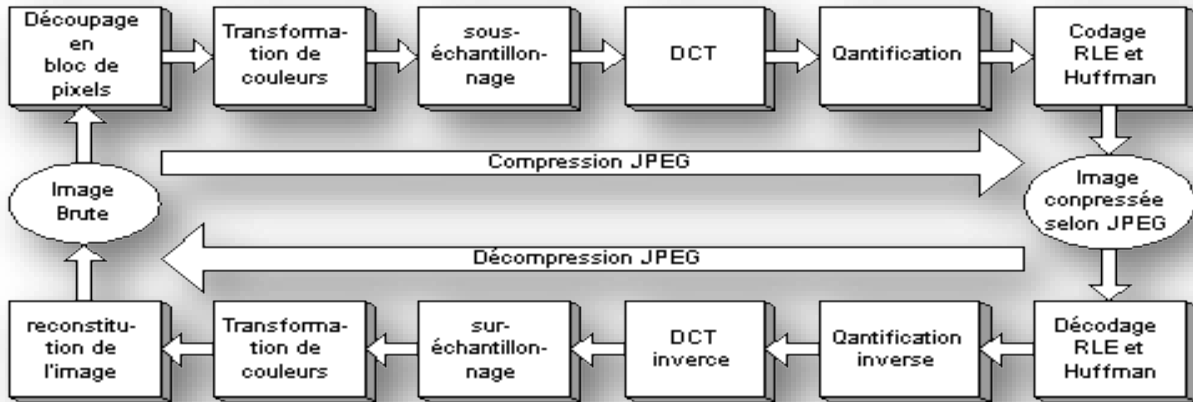 Découpage
en
bloc de
pixels
Transforma-
tion de
couleurs
sous-
échantillon-
nage
DCT
Qantification
Codage
RLE et
Huffman
Compression JPEG
Image
Brute
Image
conpressée
selon JPEG
Décompression JPEG
reconstitu-
tion de
l'image
Transforma-
tion de
couleurs
sur-
échantillon-
nage
DCT
inverce
Qantification
inverse
Décodage
RLE et
Huffman